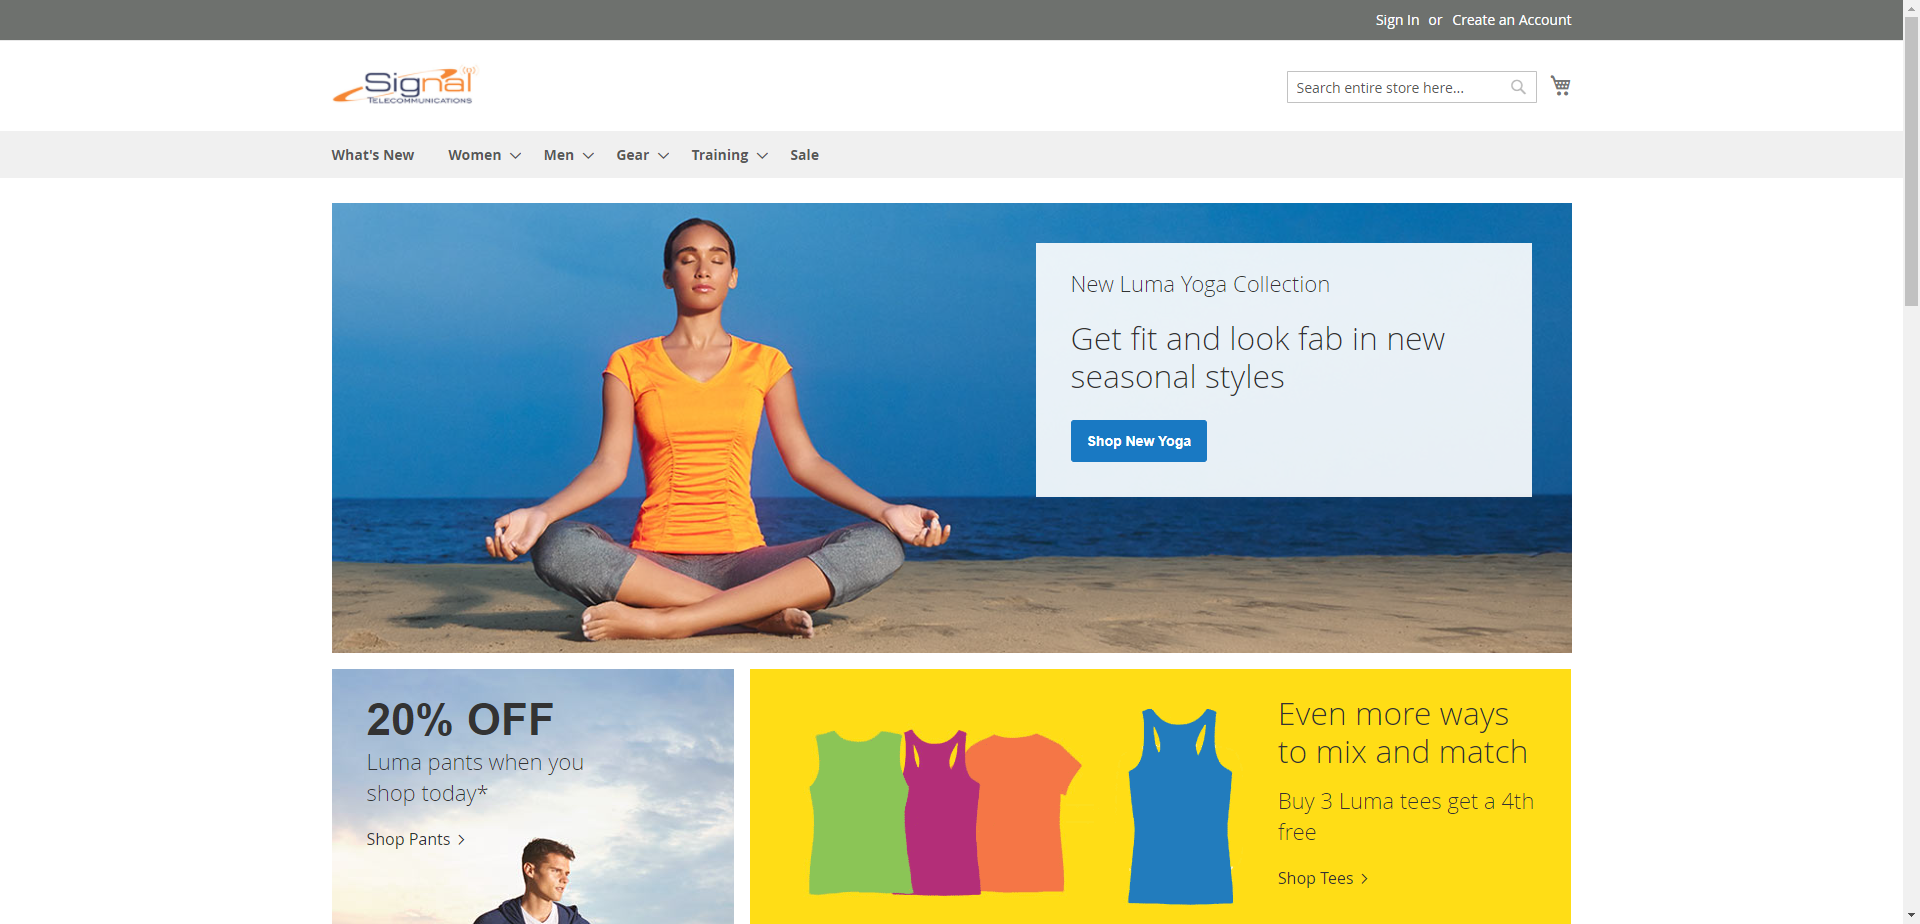 Sign In or Create an Account
Signal
TELECOMMUNICATIONS
Search entire store here...
What's New Women Men Gear Training Sale
New Luma Yoga Collection
Get fit and look fab in new
seasonal styles
Shop New Yoga
20% OFF
Luma pants when you
shop today*
Shop Pants
Even more ways
to mix and match
Buy 3 Luma tees get a 4th
free
Shop Tees